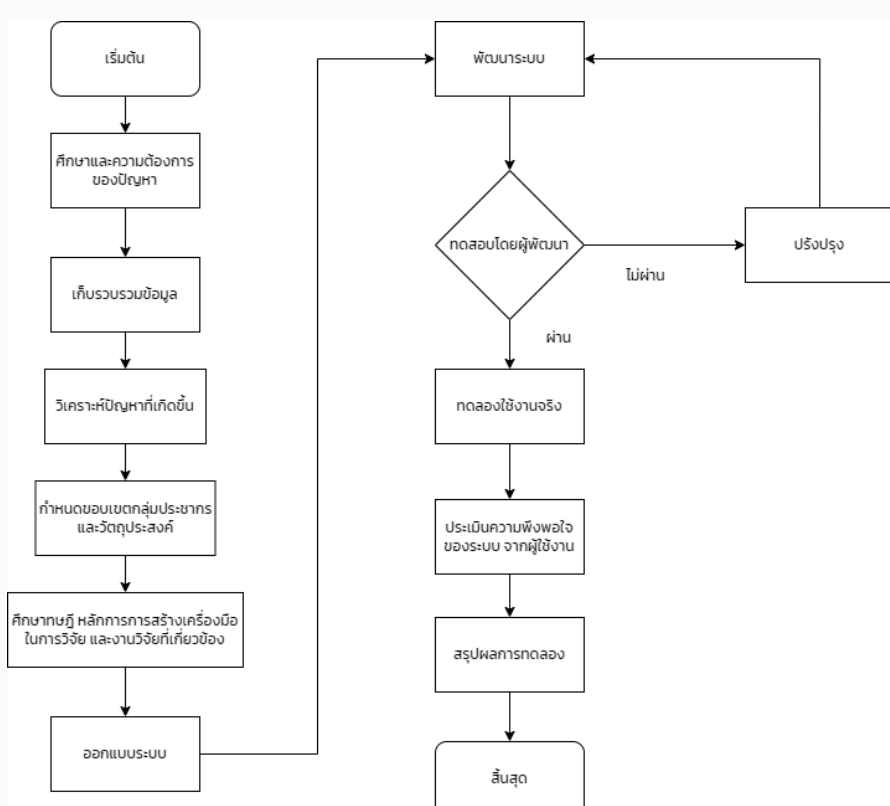 เริ่มต้น
ศึกษาและความต้องการ
ของปัญหา
เก็บรวบรวมข้อมูล
วิเคราะห์ปัญหาที่เกิดขึ้น
กำหนดขอบเขตกลุ่มประชากร
และวัตถุประสงค์
ศึกษาทษฎี หลักการการสร้างเครื่องมือ
ในการวิจัย และงานวิจัยที่เกี่ยวข้อง
ออกแบบระบบ
พัฒนาระบบ
ทดสอบโดยผู้พัฒนา
ไม่ผ่าน
ปรังปรุง
ผ่าน
ทดลองใช้งานจริง
ประเมินความพึงพอใจ
ของระบบ จากผู้ใช้งาน
สรุปผลการทดลอง
สิ้นสุด